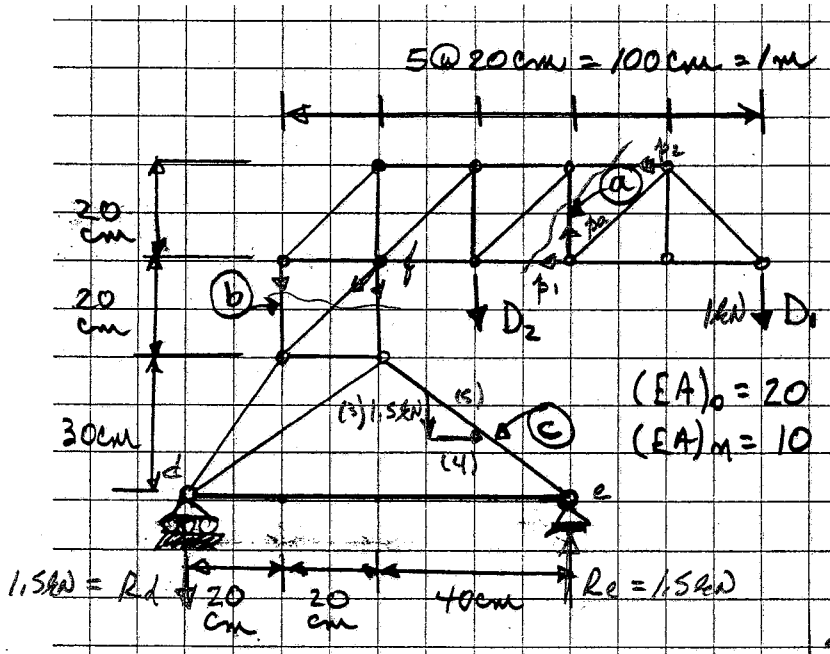 5@20cm = 100cm = 1m
p2
a
20
cm
pa
f
p1
b
20
cm
D2
1kN
D1
(EA)o = 20
(EA)n = 10
30cm
(3) 1.5kN
(5)
c
(4)
d
e
1.5kN = Rd
20
cm
20
cm
40cm
Re = 1.5kN